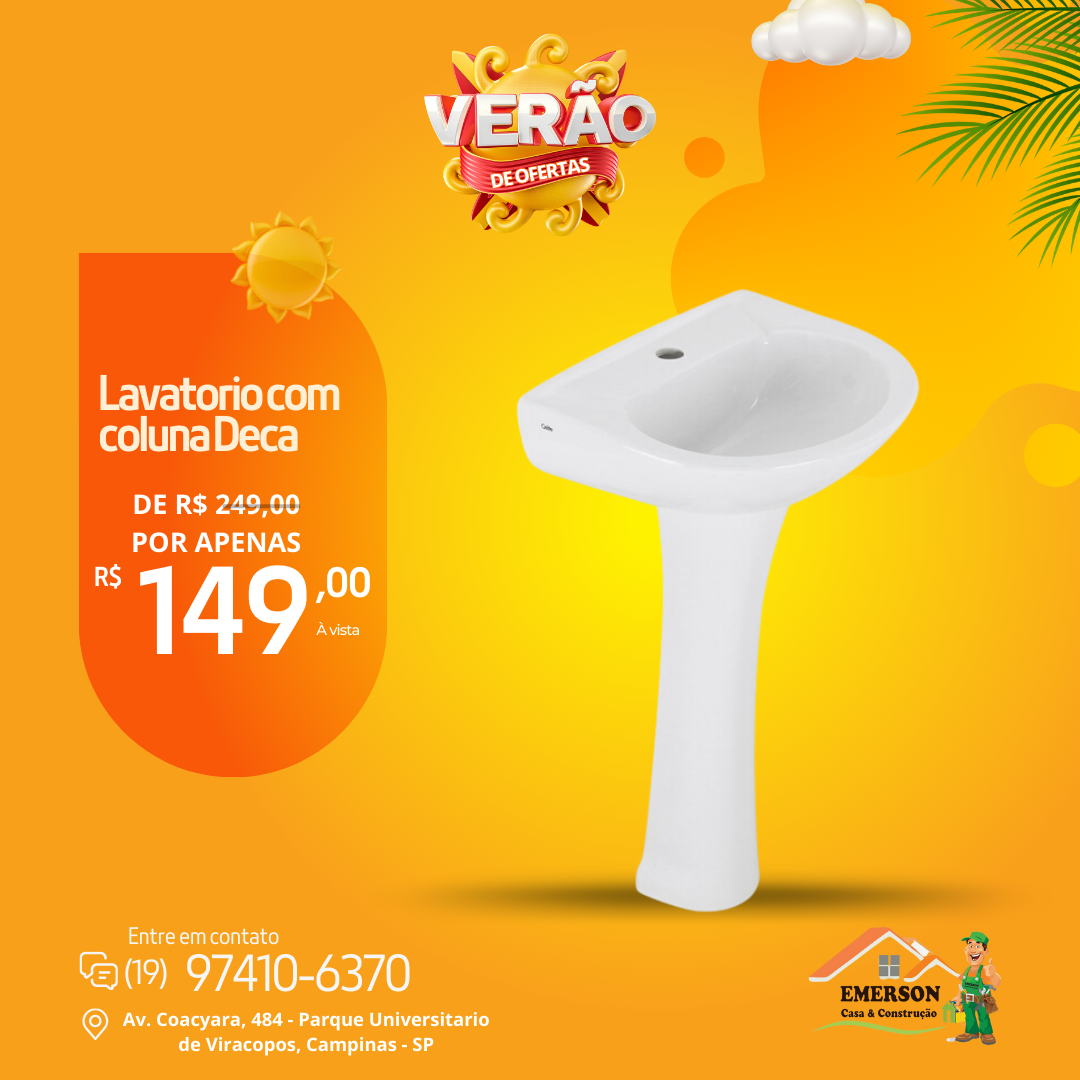 VERÃO
DE OFERTAS
Lavatorio com
coluna Deca
DE R$ 249,00
POR APENAS
R$ 149,00
À vista
Entre em contato
(19) 97410-6370
Av. Coacyara, 484 - Parque Universitario
de Viracopos, Campinas - SP
EMERSON
Casa & Construção